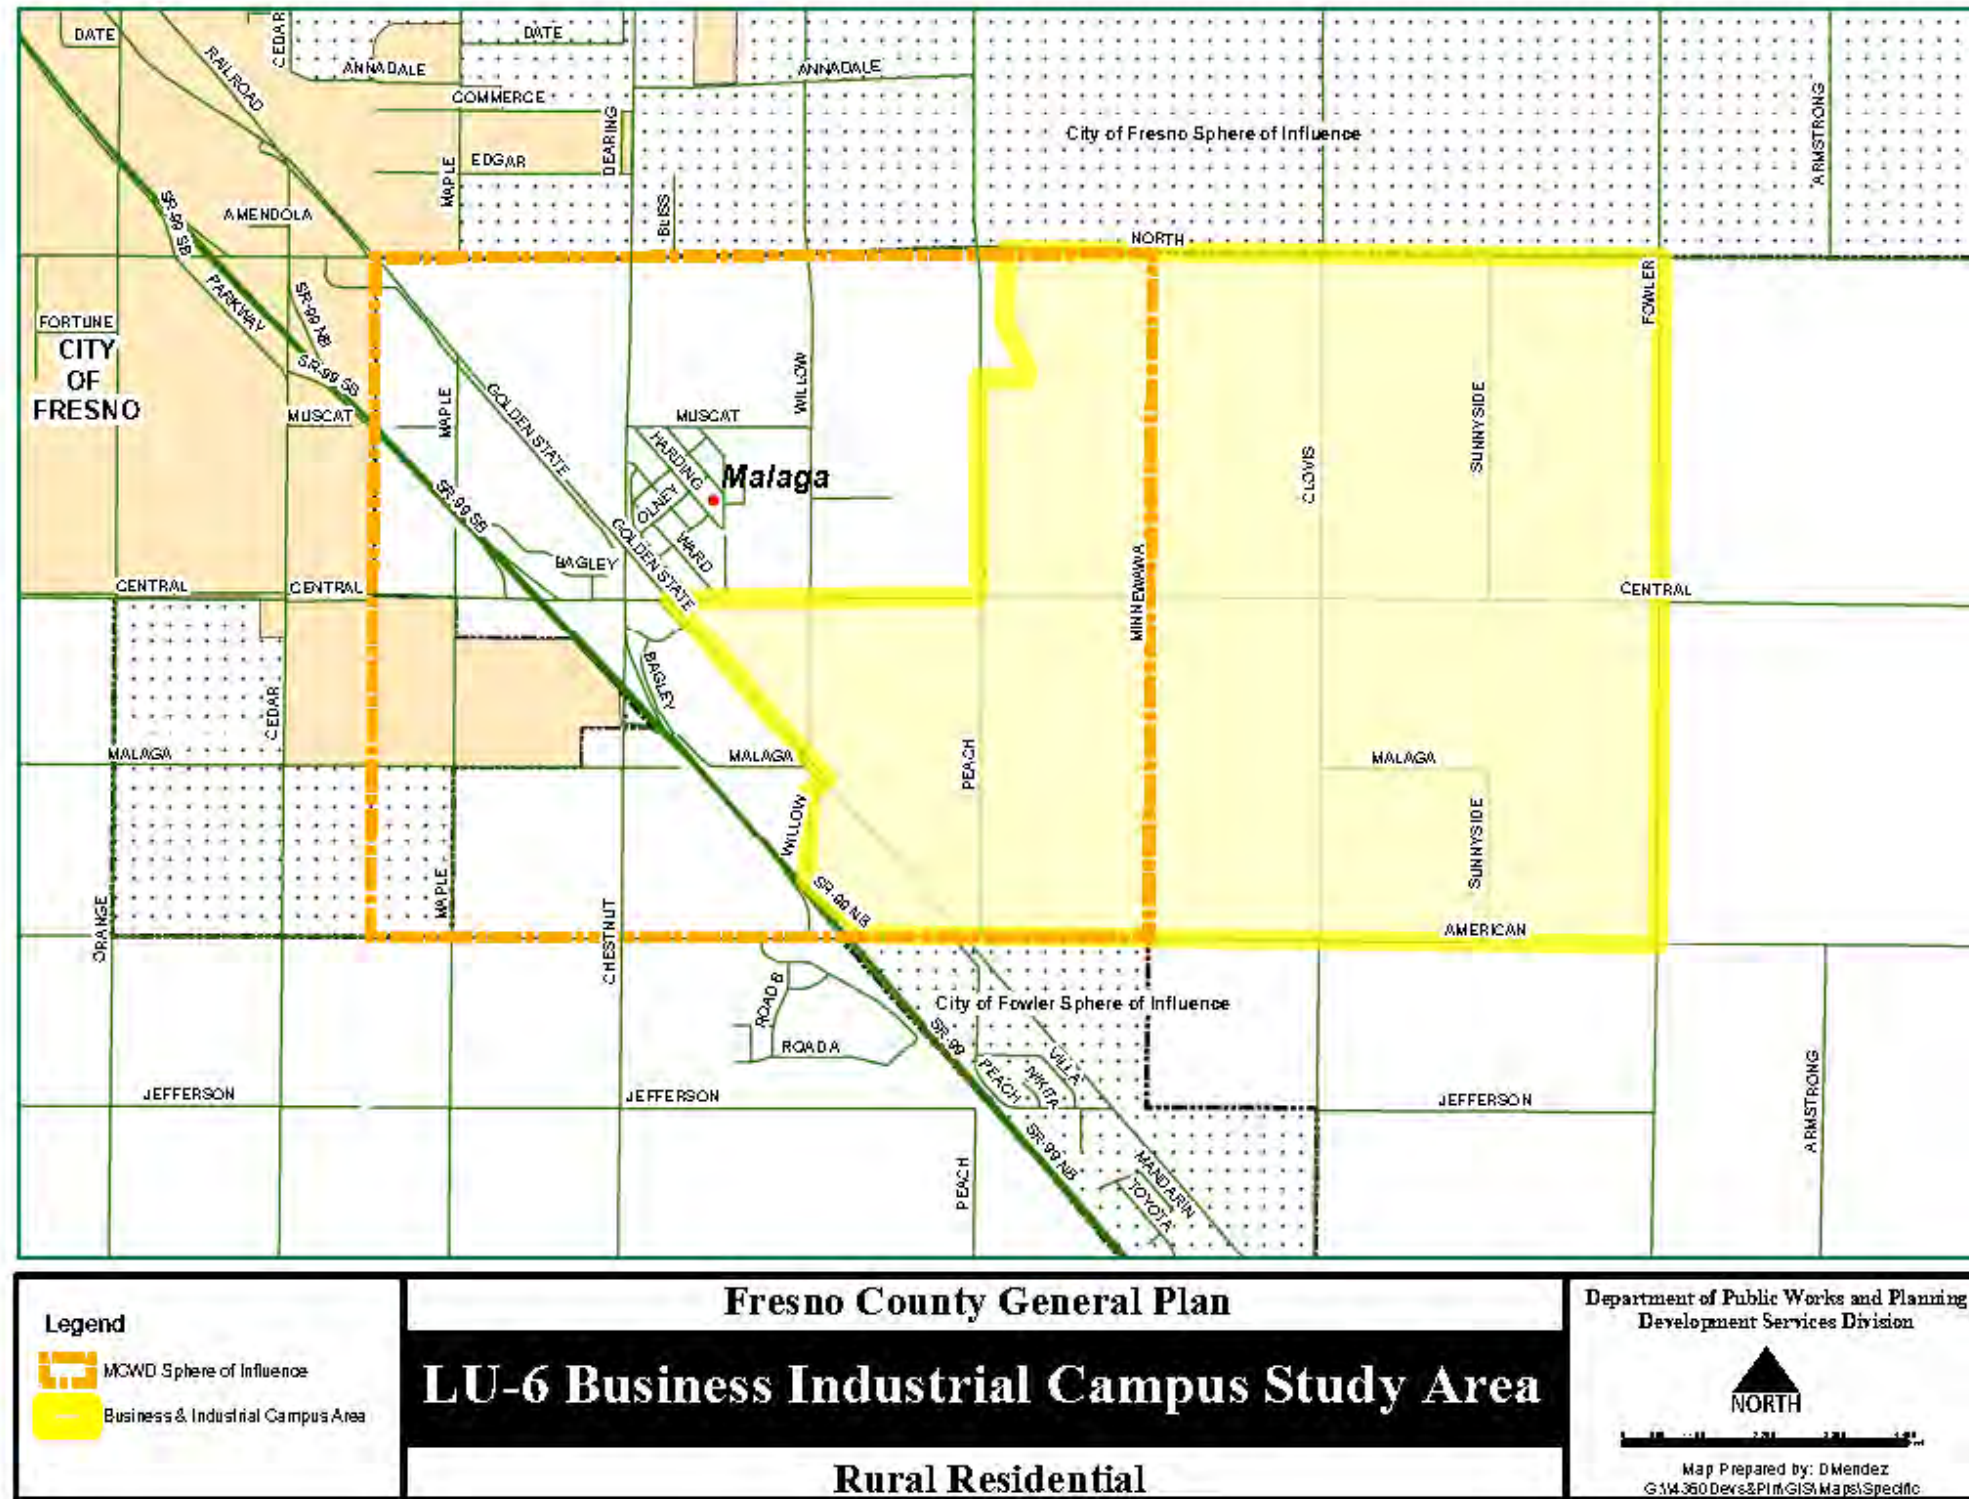 DATE
RAILROAD
CEDAR
ANNADALE
DATE
ANNADALE
COMMERCE
DEARING
EDGAR
MAPLE
BLISS
City of Fresno Sphere of Influence
ARMSTRONG
AMENDOLA
NORTH
PARKWAY
SR-99 NB
SR-99 SB
FORTUNE
CITY
OF
FRESNO
MUSCAT
MAPLE
GOLDEN STATE
MUSCAT
WILLOW
HARDING
Malaga
OLNEY
WARD
FOWLER
SUNNYSIDE
CLOVIS
SR-99 SB
GOLDEN STATE
BAGLEY
CENTRAL
CENTRAL
CENTRAL
MINNEWAWA
BAGLEY
CEDAR
MALAGA
MALAGA
PEACH
MALAGA
WILLOW
SUNNYSIDE
MAPLE
SR-99 NB
ORANGE
CHESTNUT
AMERICAN
ROAD B
City of Fowler Sphere of Influence
ROAD A
SR-99
PEACH
NIKITA
VILLA
JEFFERSON
JEFFERSON
JEFFERSON
ARMSTRONG
SR-99 NB
PEACH
MANDARIN
TOYOTA
Legend
MCWD Sphere of Influence
Business & Industrial Campus Area
Fresno County General Plan
LU-6 Business Industrial Campus Study Area
Rural Residential
Department of Public Works and Planning
Development Services Division
NORTH
Map Prepared by: DMendez